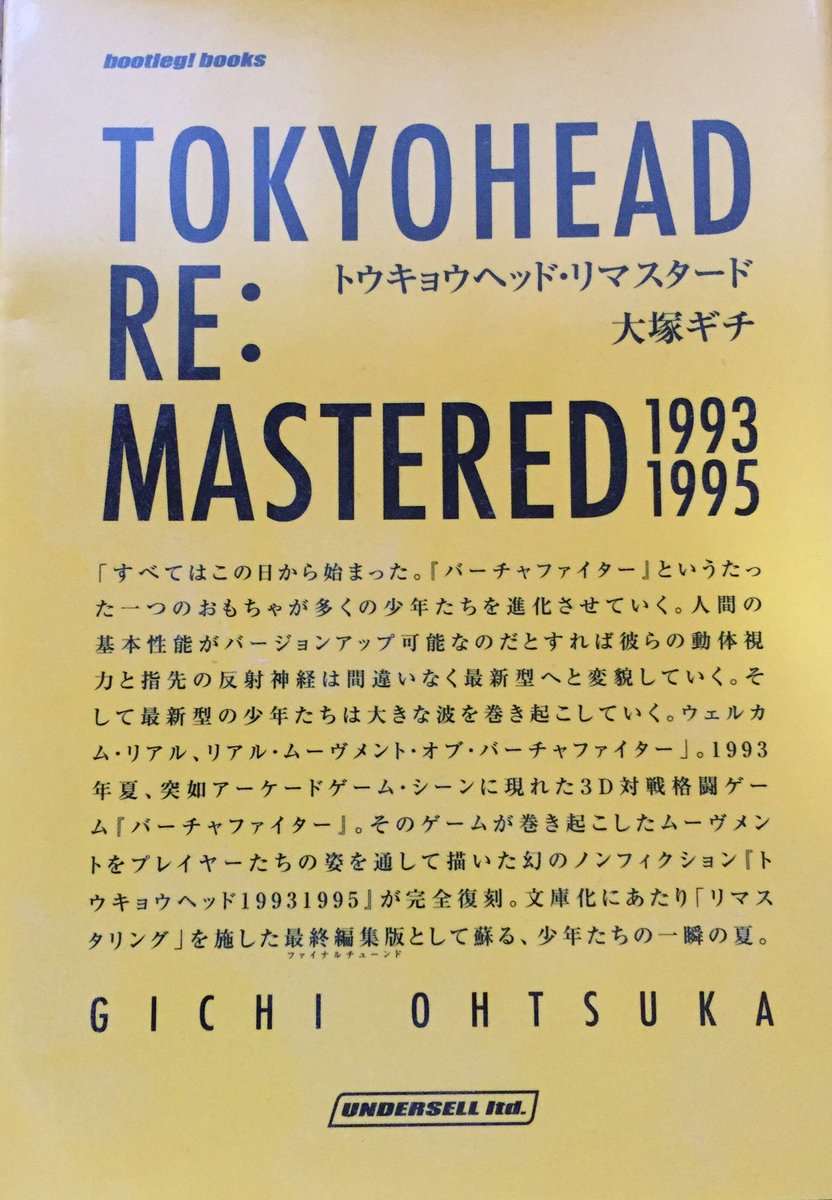 bootleg! books
TOKYOHEAD
RE:
トウキョウヘッド・リマスタード
大塚ギチ
MASTERED
1993
1995
「すべてはこの日から始まった。『バーチャファイター』というたっ
た一つのおもちゃが多くの少年たちを進化させていく。人間の
基本性能がバージョンアップ可能なのだとすれば彼らの動体視
力と指先の反射神経は間違いなく最新型へと変貌していく。そ
して最新型の少年たちは大きな波を巻き起こしていく。ウェルカ
ム・リアル、リアル・ムーヴメント・オブ・バーチャファイター」。1993
年夏、突如アーケードゲーム・シーンに現れた3D対戦格闘ゲー
ム『バーチャファイター』。そのゲームが巻き起こしたムーヴメン
トをプレイヤーたちの姿を通して描いた幻のノンフィクション『ト
ウキョウヘッド19931995』が完全復刻。文庫化にあたり「リマス
タリング」を施した最終編集版として蘇る、少年たちの一瞬の夏。
ファイナルチューンド
GICHI OHTSUKA
UNDERSELL ltd.